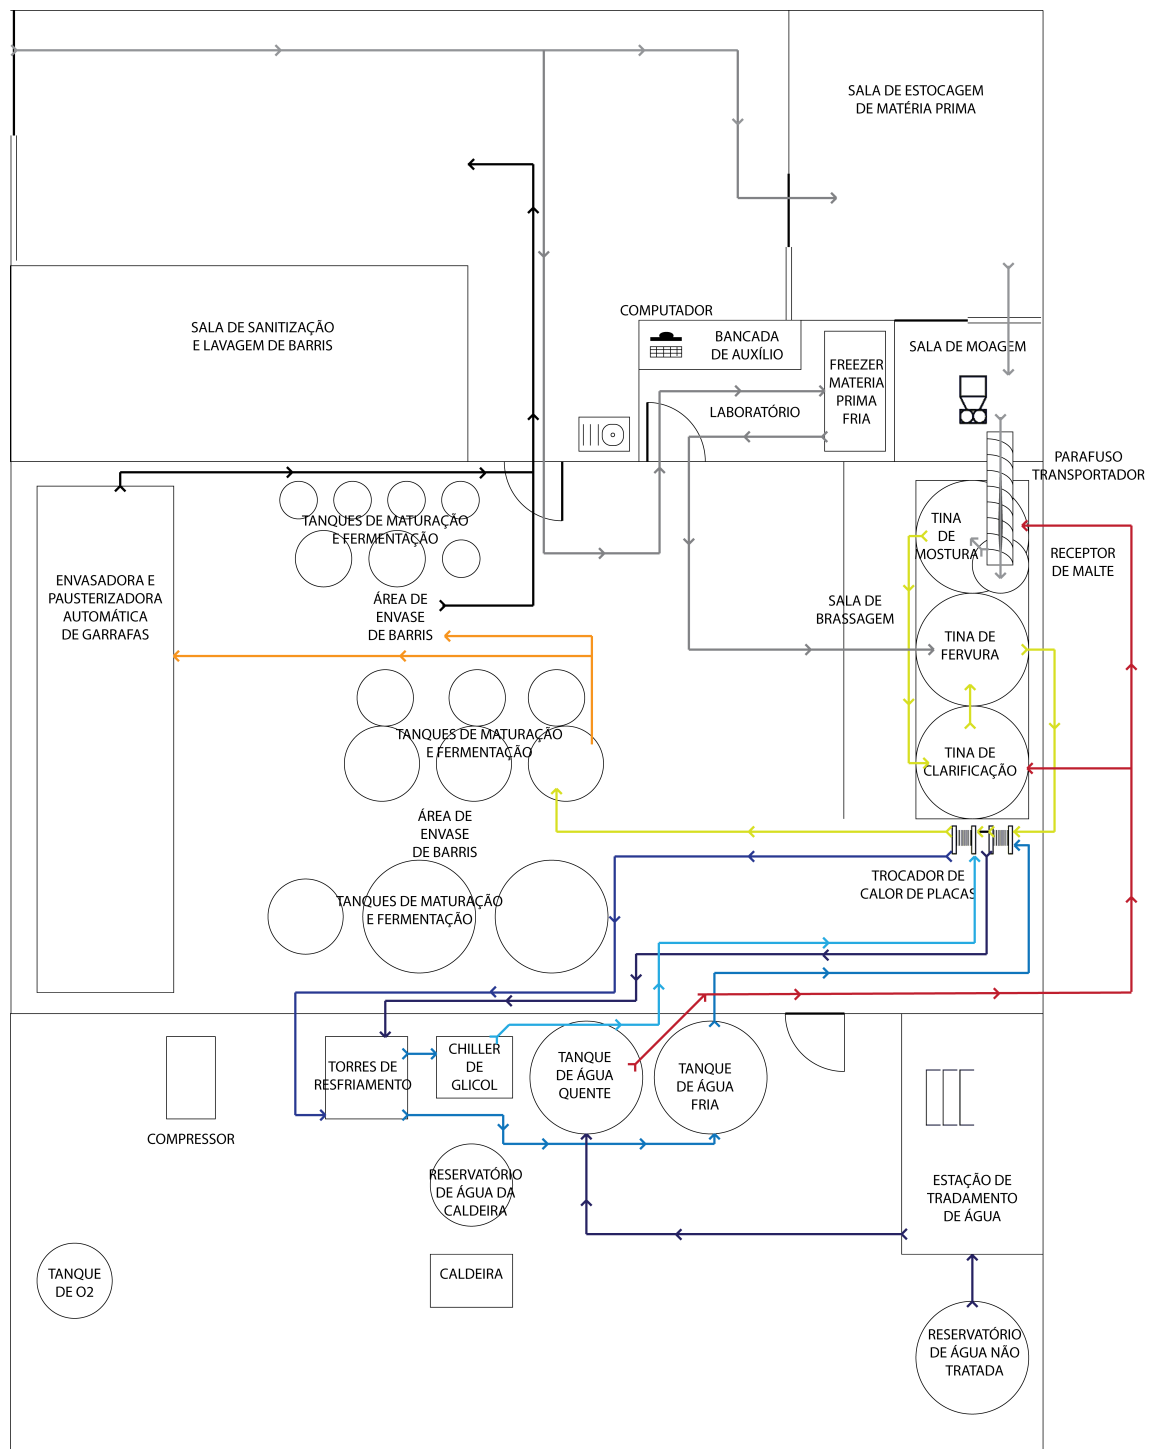 SALA DE ESTOCAGEM
DE MATÉRIA PRIMA
SALA DE SANITIZAÇÃO
E LAVAGEM DE BARRIS
COMPUTADOR
BANCADA
DE AUXÍLIO
FREEZER
MATERIA
PRIMA
FRIA
SALA DE MOAGEM
LABORATÓRIO
PARAFUSO
TRANSPORTADOR
TANQUES DE MATURAÇÃO
E FERMENTAÇÃO
TINA
DE
MOSTURA
RECEPTOR
DE MALTE
ENVASADORA E
PAUSTERIZADORA
AUTOMÁTICA
DE GARRAFAS
ÁREA DE
ENVASE
DE BARRIS
SALA DE
BRASSAGEM
TINA DE
FERVURA
TANQUES DE MATURAÇÃO
E FERMENTAÇÃO
TINA DE
CLARIFICAÇÃO
ÁREA DE
ENVASE
DE BARRIS
TROCADOR DE
CALOR DE PLACAS
TANQUES DE MATURAÇÃO
E FERMENTAÇÃO
TORRES DE
RESFRIAMENTO
CHILLER
DE
GLICOL
TANQUE
DE ÁGUA
QUENTE
TANQUE
DE ÁGUA
FRIA
COMPRESSOR
RESERVATÓRIO
DE ÁGUA DA
CALDEIRA
ESTAÇÃO DE
TRADAMENTO
DE ÁGUA
TANQUE
DE O2
CALDEIRA
RESERVATÓRIO
DE ÁGUA NÃO
TRATADA